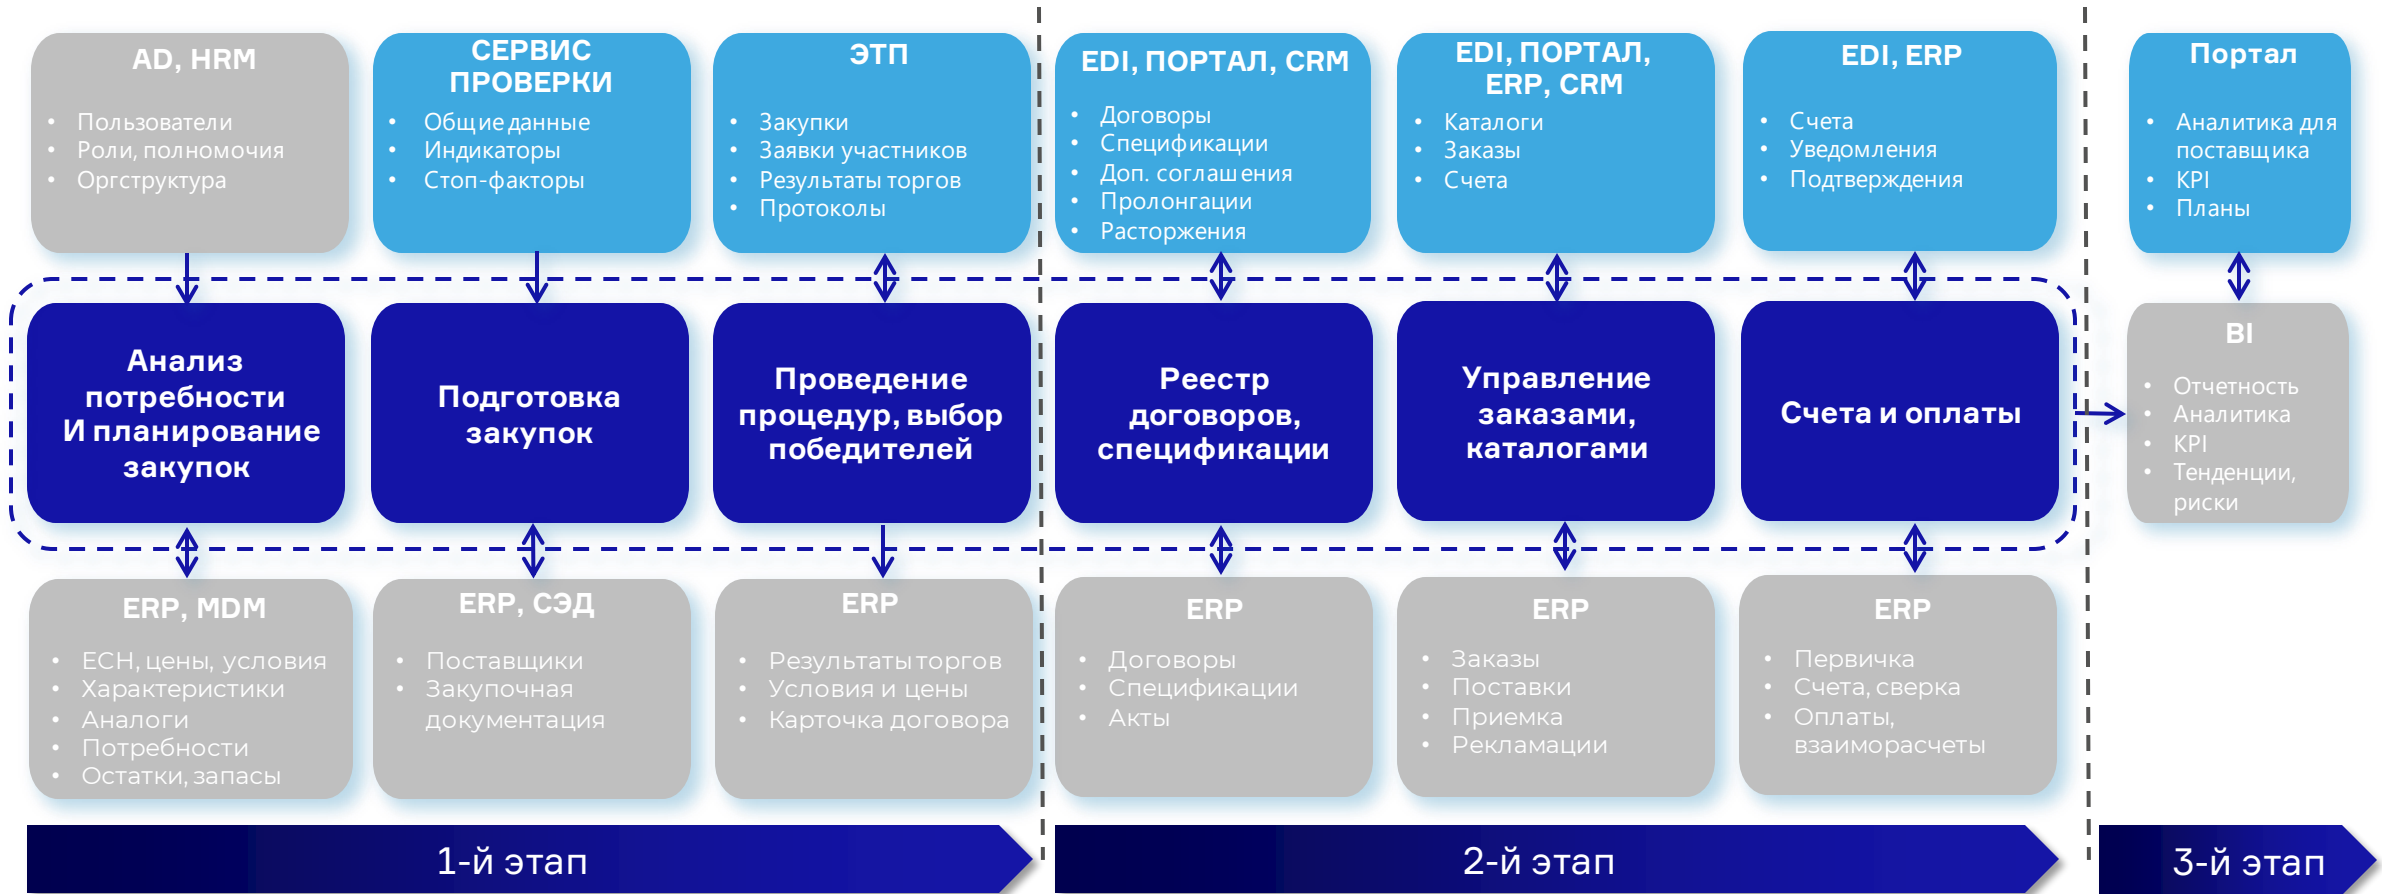 AD, HRM
• Пользователи
• Роли, полномочия
• Оргструктура
СЕРВИС
ПРОВЕРКИ
• Общие данные
• Индикаторы
• Стоп-факторы
ЭТП
• Закупки
• Заявки участников
• Результаты торгов
• Протоколы
EDI, ПОРТАЛ, CRM
• Договоры
• Спецификации
• Доп. соглашения
• Пролонгации
• Расторжения
EDI, ПОРТАЛ,
ERP, CRM
• Каталоги
• Заказы
• Счета
EDI, ERP
• Счета
• Уведомления
• Подтверждения
Портал
• Аналитика для
поставщика
• KPI
• Планы
Анализ
потребности
И планирование
закупок
Подготовка
закупок
Проведение
процедур, выбор
победителей
Реестр
договоров,
спецификации
Управление
заказами,
каталогами
Счета и оплаты
BI
• Отчетность
• Аналитика
• KPI
• Тенденции,
риски
ERP, MDM
• ЕСН, цены, условия
• Характеристики
• Аналоги
• Потребности
• Остатки, запасы
ERP, СЭД
• Поставщики
• Закупочная
документация
ERP
• Результаты торгов
• Условия и цены
• Карточка договора
ERP
• Договоры
• Спецификации
• Акты
ERP
• Заказы
• Поставки
• Приемка
• Рекламации
ERP
• Первичка
• Счета, сверка
• Оплаты,
взаиморасчеты
1-й этап
2-й этап
3-й этап